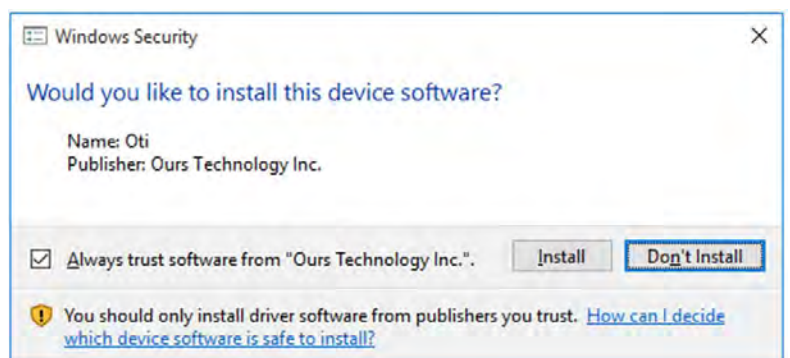 Windows Security
Would you like to install this device software?
Name: Oti
Publisher: Ours Technology Inc.
Always trust software from "Ours Technology Inc.".
Install
Don't Install
You should only install driver software from publishers you trust. How can I decide
which device software is safe to install?